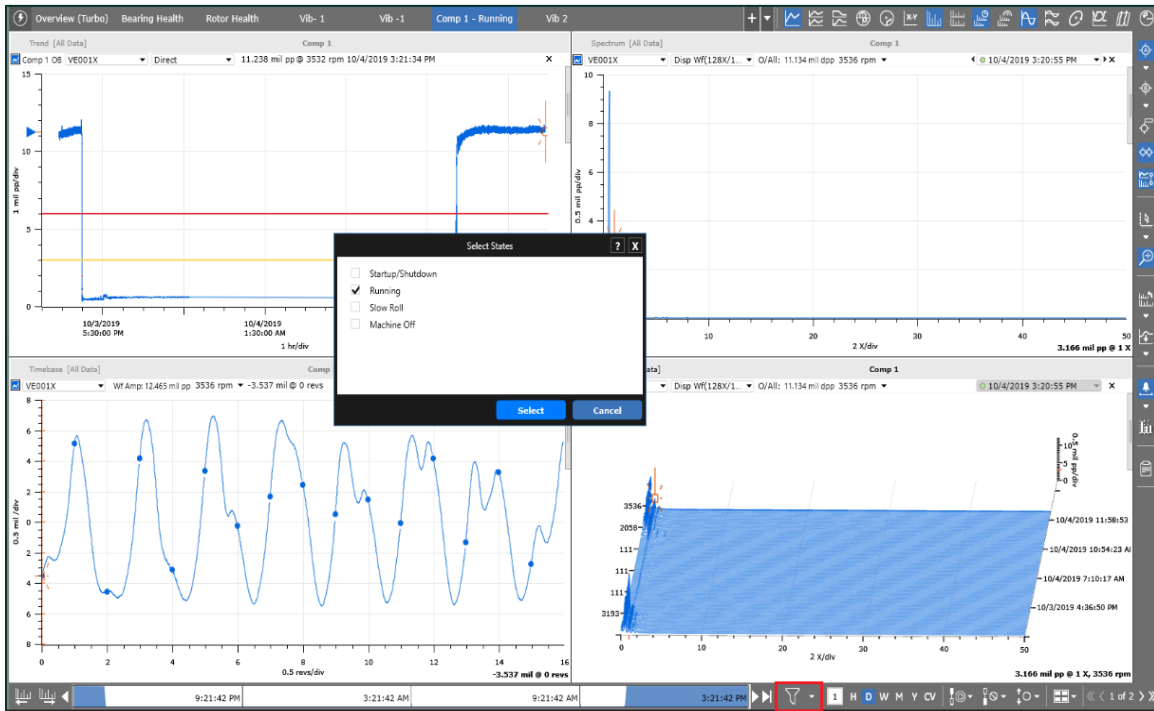 Overview (Turbo) Bearing Health Rotor Health Vib- 1 Vib -1 Comp 1 - Running Vib 2
Trend [All Data] Comp 1
Comp 1 OB VE001X Direct 11.238 mil pp@ 3532 rpm 10/4/2019 3:21:34 PM X
15
10
5
0
1 mil pp/div
10/3/2019 10/4/2019
5:30:00 PM 1:30:00 AM
1 hr/div
Spectrum [All Data] Comp 1
VE001X Disp Wf(128X/1... O/All: 11.134 mil dpp 3536 rpm 10/4/2019 3:20:55 PM X
10
8
6
4
0.5 mil pp/div
10 20 30 40 50
2 X/div
3.166 mil pp @ 1 X
Select States ? X
Startup/Shutdown
Running
Slow Roll
Machine Off
Select Cancel
Timebase [All Data] Comp
VE001X Wf Amp: 12.465 mil pp 3536 rpm -3.537 mil @ 0 revs
8
6
4
2
0
2
4
6
8
0.5 mil /div
0 2 4 6 8 10 12 14 16
0.5 revs/div
-3.537 mil @ 0 revs
ata] Comp 1
Disp Wf(128X/1... O/All: 11.134 mil dpp 3536 rpm 10/4/2019 3:20:55 PM X
0.5 mil pp/div
10
5
0
3536
2058
111
111
111
3193
10/4/2019 11:58:53
10/4/2019 10:54:23 AI
10/4/2019 7:10:17 AM
10/3/2019 4:36:50 PM
0 10 20 30 40 50
2 X/div
3.166 mil pp @ 1 X, 3536 rpm
9:21:42 PM 3:21:42 AM 9:21:42 AM 3:21:42 PM 1 H D W M Y CV 1 of 2